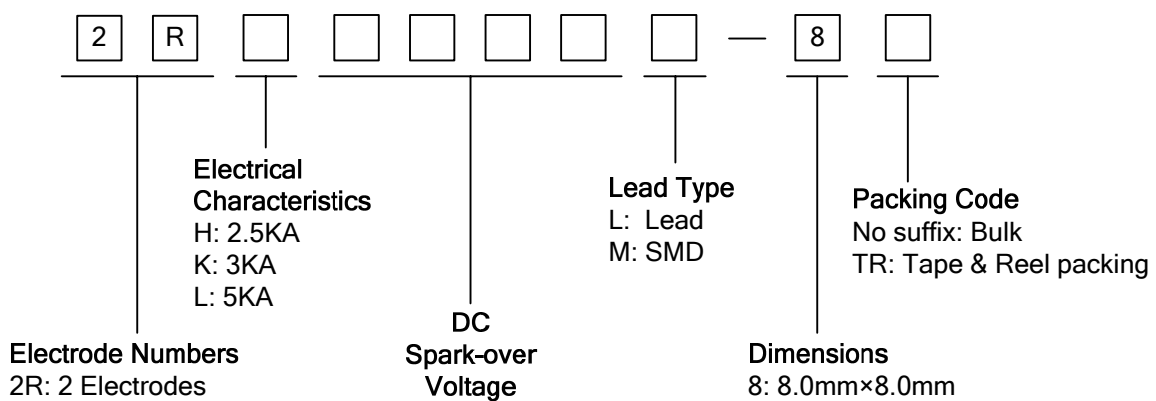 2 R — 8
Electrical
Characteristics
H: 2.5KA
K: 3KA
L: 5KA
Lead Type
L: Lead
M: SMD
Packing Code
No suffix: Bulk
TR: Tape & Reel packing
Electrode Numbers
2R: 2 Electrodes
DC
Spark-over
Voltage
Dimensions
8: 8.0mm×8.0mm